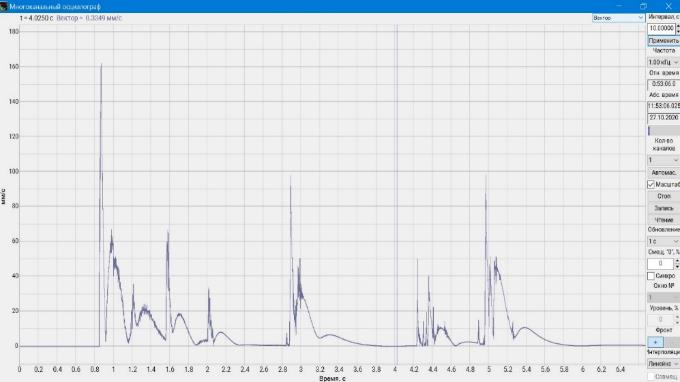 Многоканальный осциллограф
t = 4.0250 с Вектор = 0.3349 мм/с
Вектор
180
160
140
120
100
80
60
40
20
0
мм/с
0 0.2 0.4 0.6 0.8 1 1.2 1.4 1.6 1.8 2 2.2 2.4 2.6 2.8 3 3.2 3.4 3.6 3.8 4 4.2 4.4 4.6 4.8 5 5.2 5.4 5.6 5.8 6 6.2 6.4
Время, с
Интервал, с
10.00000
Применить
Частота
1.00 кГц
Отн. время
0:53:06.0
Абс. время
11:53:06.025
27.10.2020
Кол-во
каналов
1
Автомас.
Масштаб
Стоп
Запись
Чтение
Обновление
1 с
Смещ. "0", %
0
Синхро
Окно №
1
Уровень, %
0
Фронт
+
Интерполяци
Линейно
Совмещ.